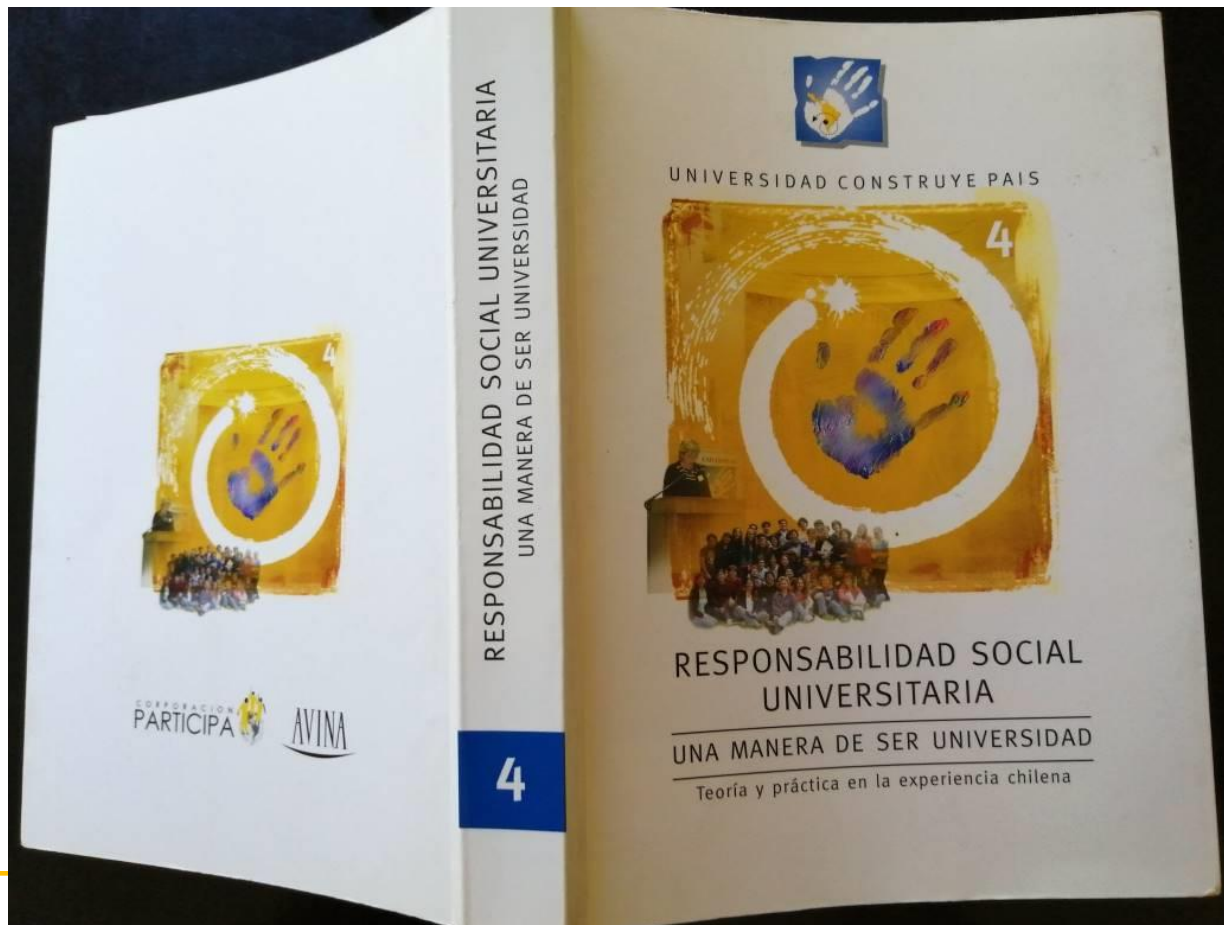 CORPORACION
PARTICIPA
AVINA
RESPONSABILIDAD SOCIAL UNIVERSITARIA
UNA MANERA DE SER UNIVERSIDAD
4
4
UNIVERSIDAD CONSTRUYE PAIS
4
RESPONSABILIDAD SOCIAL
UNIVERSITARIA
UNA MANERA DE SER UNIVERSIDAD
Teoría y práctica en la experiencia chilena